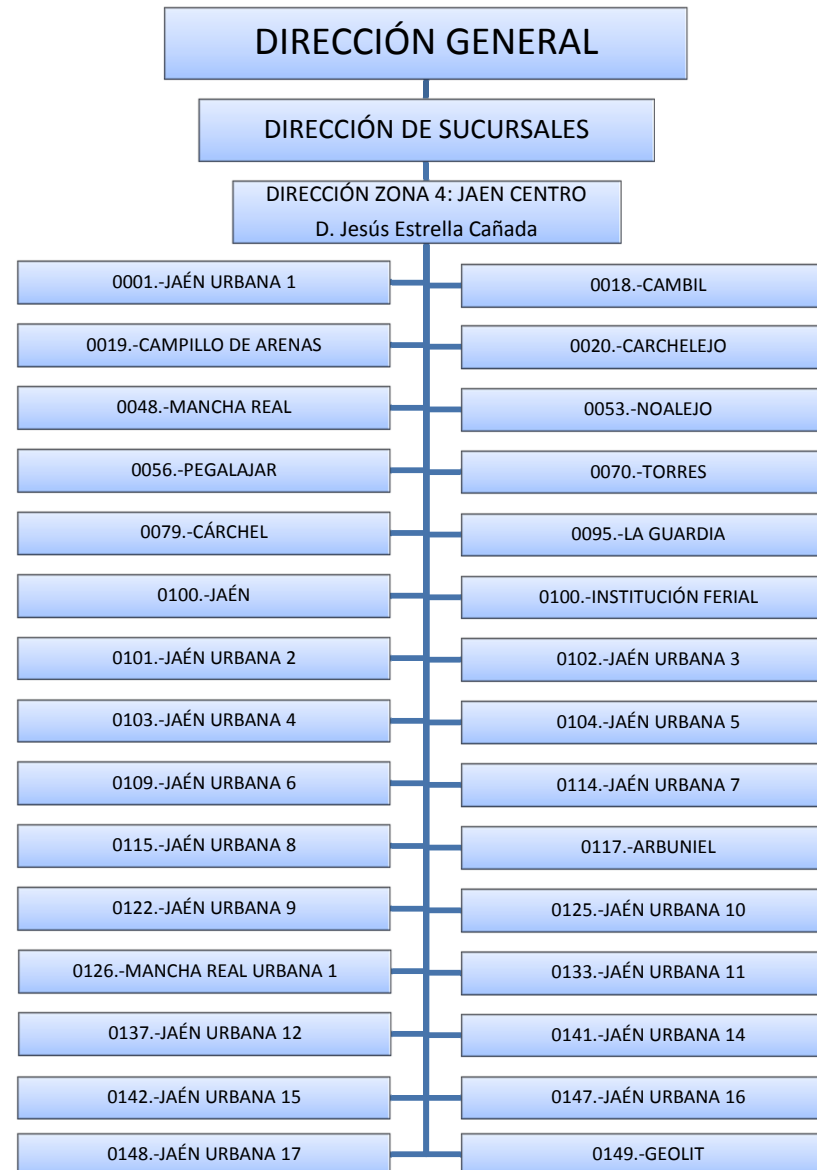 DIRECCIÓN GENERAL
DIRECCIÓN DE SUCURSALES
DIRECCIÓN ZONA 4: JAEN CENTRO
D. Jesús Estrella Cañada
0001.-JAÉN URBANA 1
0018.-CAMBIL
0019.-CAMPILLO DE ARENAS
0020.-CARCHELEJO
0048.-MANCHA REAL
0053.-NOALEJO
0056.-PEGALAJAR
0070.-TORRES
0079.-CÁRCHEL
0095.-LA GUARDIA
0100.-JAÉN
0100.-INSTITUCIÓN FERIAL
0101.-JAÉN URBANA 2
0102.-JAÉN URBANA 3
0103.-JAÉN URBANA 4
0104.-JAÉN URBANA 5
0109.-JAÉN URBANA 6
0114.-JAÉN URBANA 7
0115.-JAÉN URBANA 8
0117.-ARBUNIEL
0122.-JAÉN URBANA 9
0125.-JAÉN URBANA 10
0126.-MANCHA REAL URBANA 1
0133.-JAÉN URBANA 11
0137.-JAÉN URBANA 12
0141.-JAÉN URBANA 14
0142.-JAÉN URBANA 15
0147.-JAÉN URBANA 16
0148.-JAÉN URBANA 17
0149.-GEOLIT